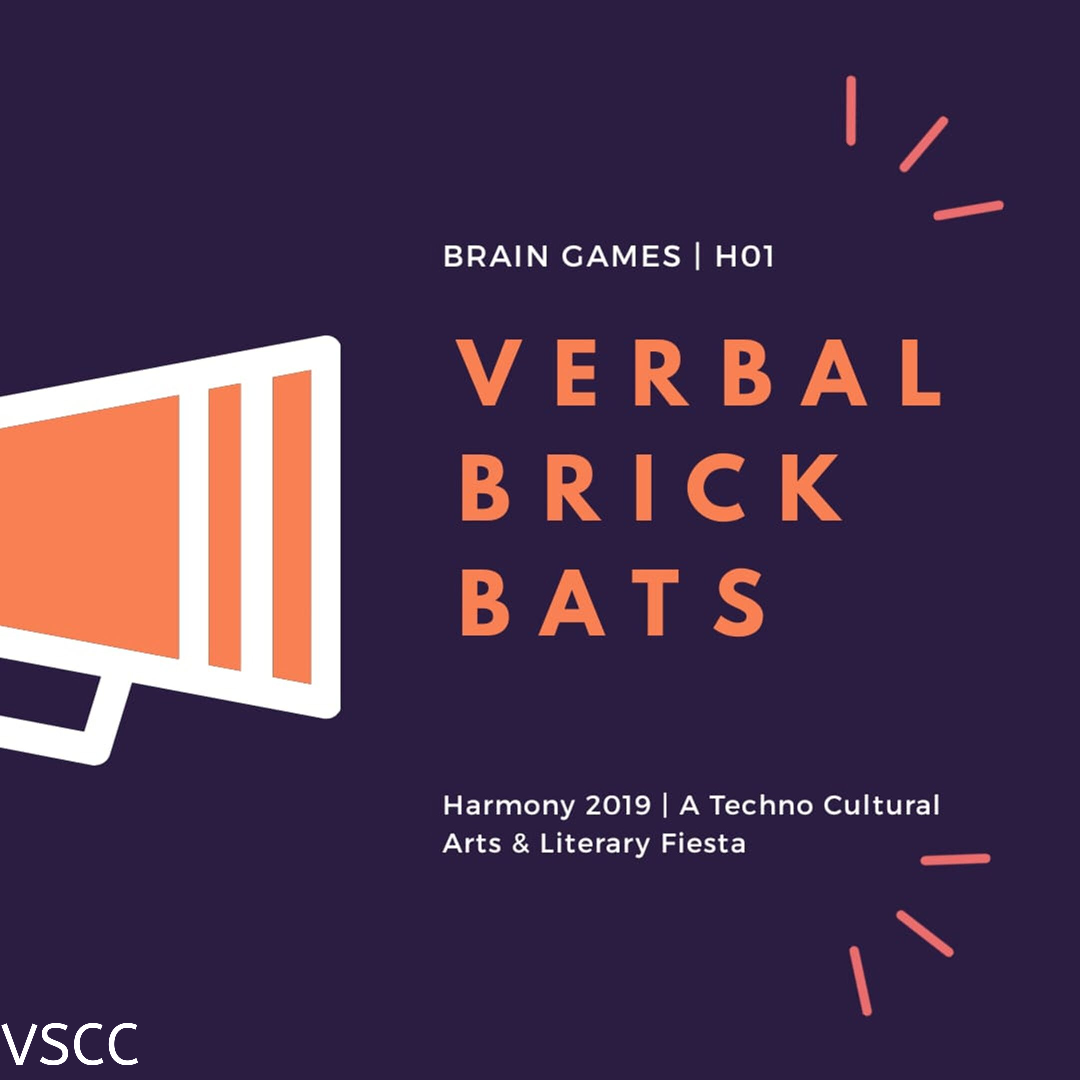 BRAIN GAMES | H01
VERBAL
BRICK
BATS
Harmony 2019 | A Techno Cultural
Arts & Literary Fiesta
VSCC